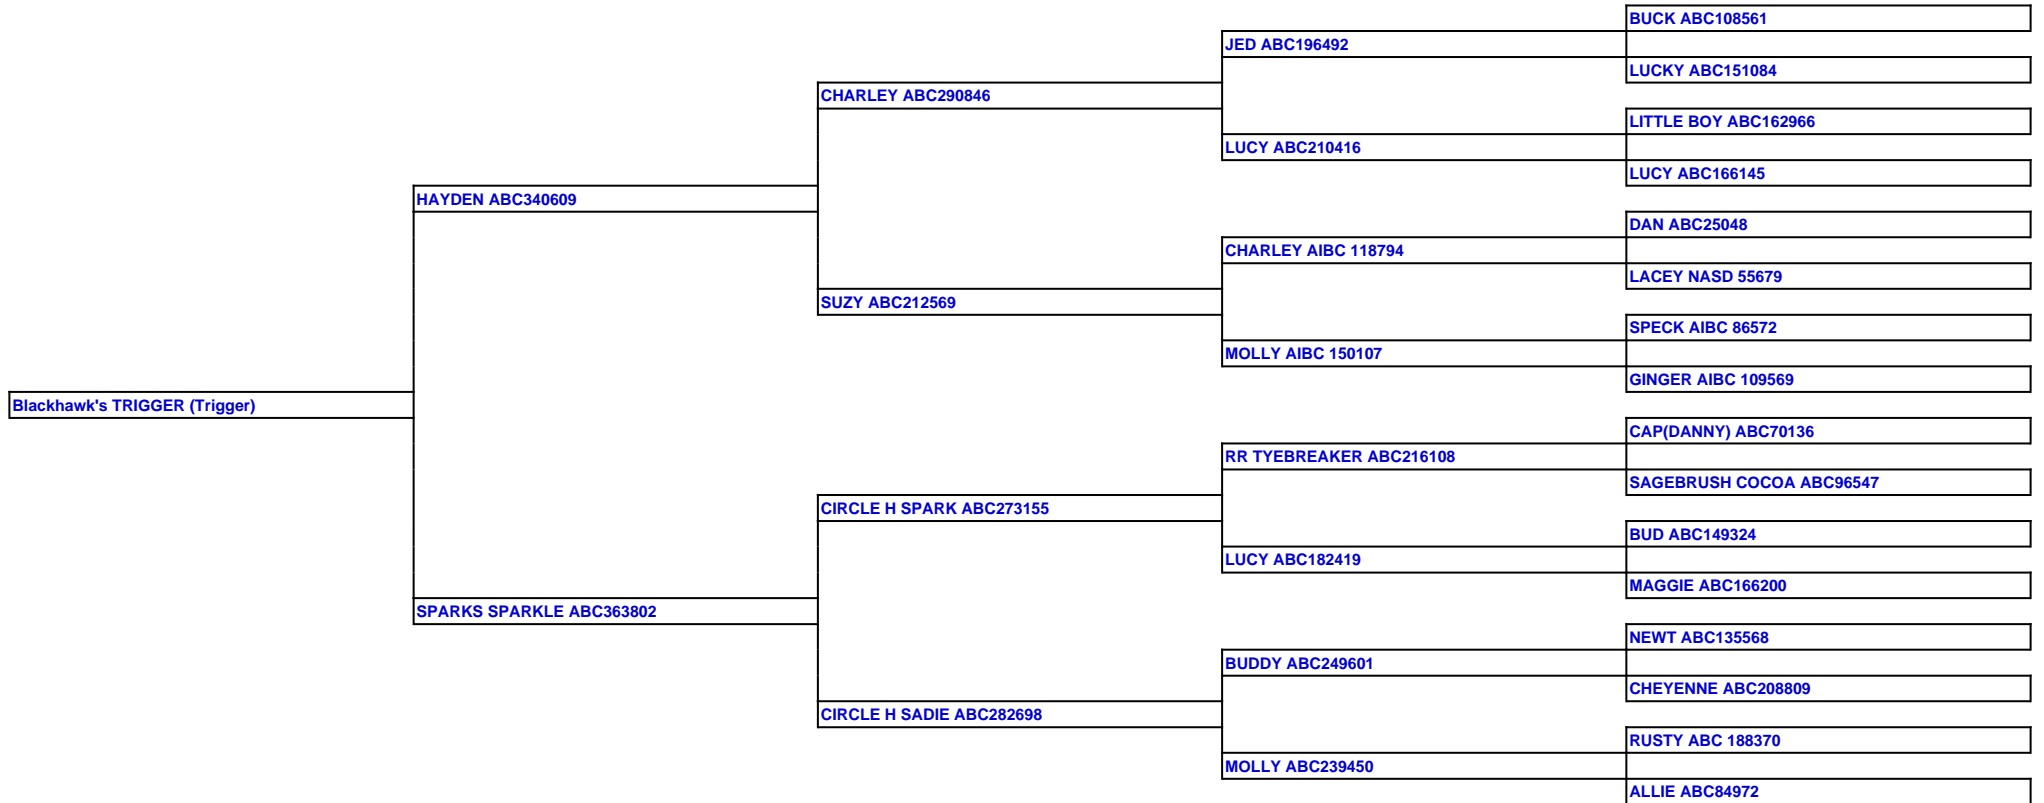 BUCK ABC108561
JED ABC196492
LUCKY ABC151084
CHARLEY ABC290846
LITTLE BOY ABC162966
LUCY ABC210416
LUCY ABC166145
HAYDEN ABC340609
DAN ABC25048
CHARLEY AIBC 118794
LACEY NASD 55679
SUZY ABC212569
SPECK AIBC 86572
MOLLY AIBC 150107
GINGER AIBC 109569
Blackhawk's TRIGGER (Trigger)
CAP(DANNY) ABC70136
RR TYEBREAKER ABC216108
SAGEBRUSH COCOA ABC96547
CIRCLE H SPARK ABC273155
BUD ABC149324
LUCY ABC182419
MAGGIE ABC166200
SPARKS SPARKLE ABC363802
NEWT ABC135568
BUDDY ABC249601
CHEYENNE ABC208809
CIRCLE H SADIE ABC282698
RUSTY ABC 188370
MOLLY ABC239450
ALLIE ABC84972